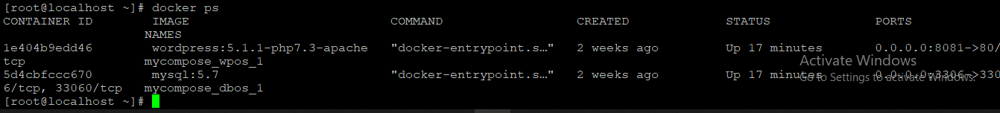 [root@localhost ~]# docker ps
CONTAINER ID IMAGE COMMAND CREATED STATUS PORTS
NAMES
1e404b9edd46 wordpress:5.1.1-php7.3-apache "docker-entrypoint.s…" 2 weeks ago Up 17 minutes 0.0.0.0:8081->80/
tcp mycompose_wpos_1
Activate Windows
5d4cbfccc670 mysql:5.7 "docker-entrypoint.s…" 2 weeks ago Up 17 minutes 0.0.0.0:3306->330
Go to Settings to activate Windows.
6/tcp, 33060/tcp mycompose_dbos_1
[root@localhost ~]#